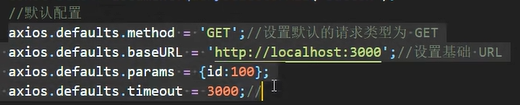 //默认配置
axios.defaults.method = 'GET';//设置默认的请求类型为 GET
axios.defaults.baseURL = 'http://localhost:3000';//设置基础 URL
axios.defaults.params = {id:100};
axios.defaults.timeout = 3000;//